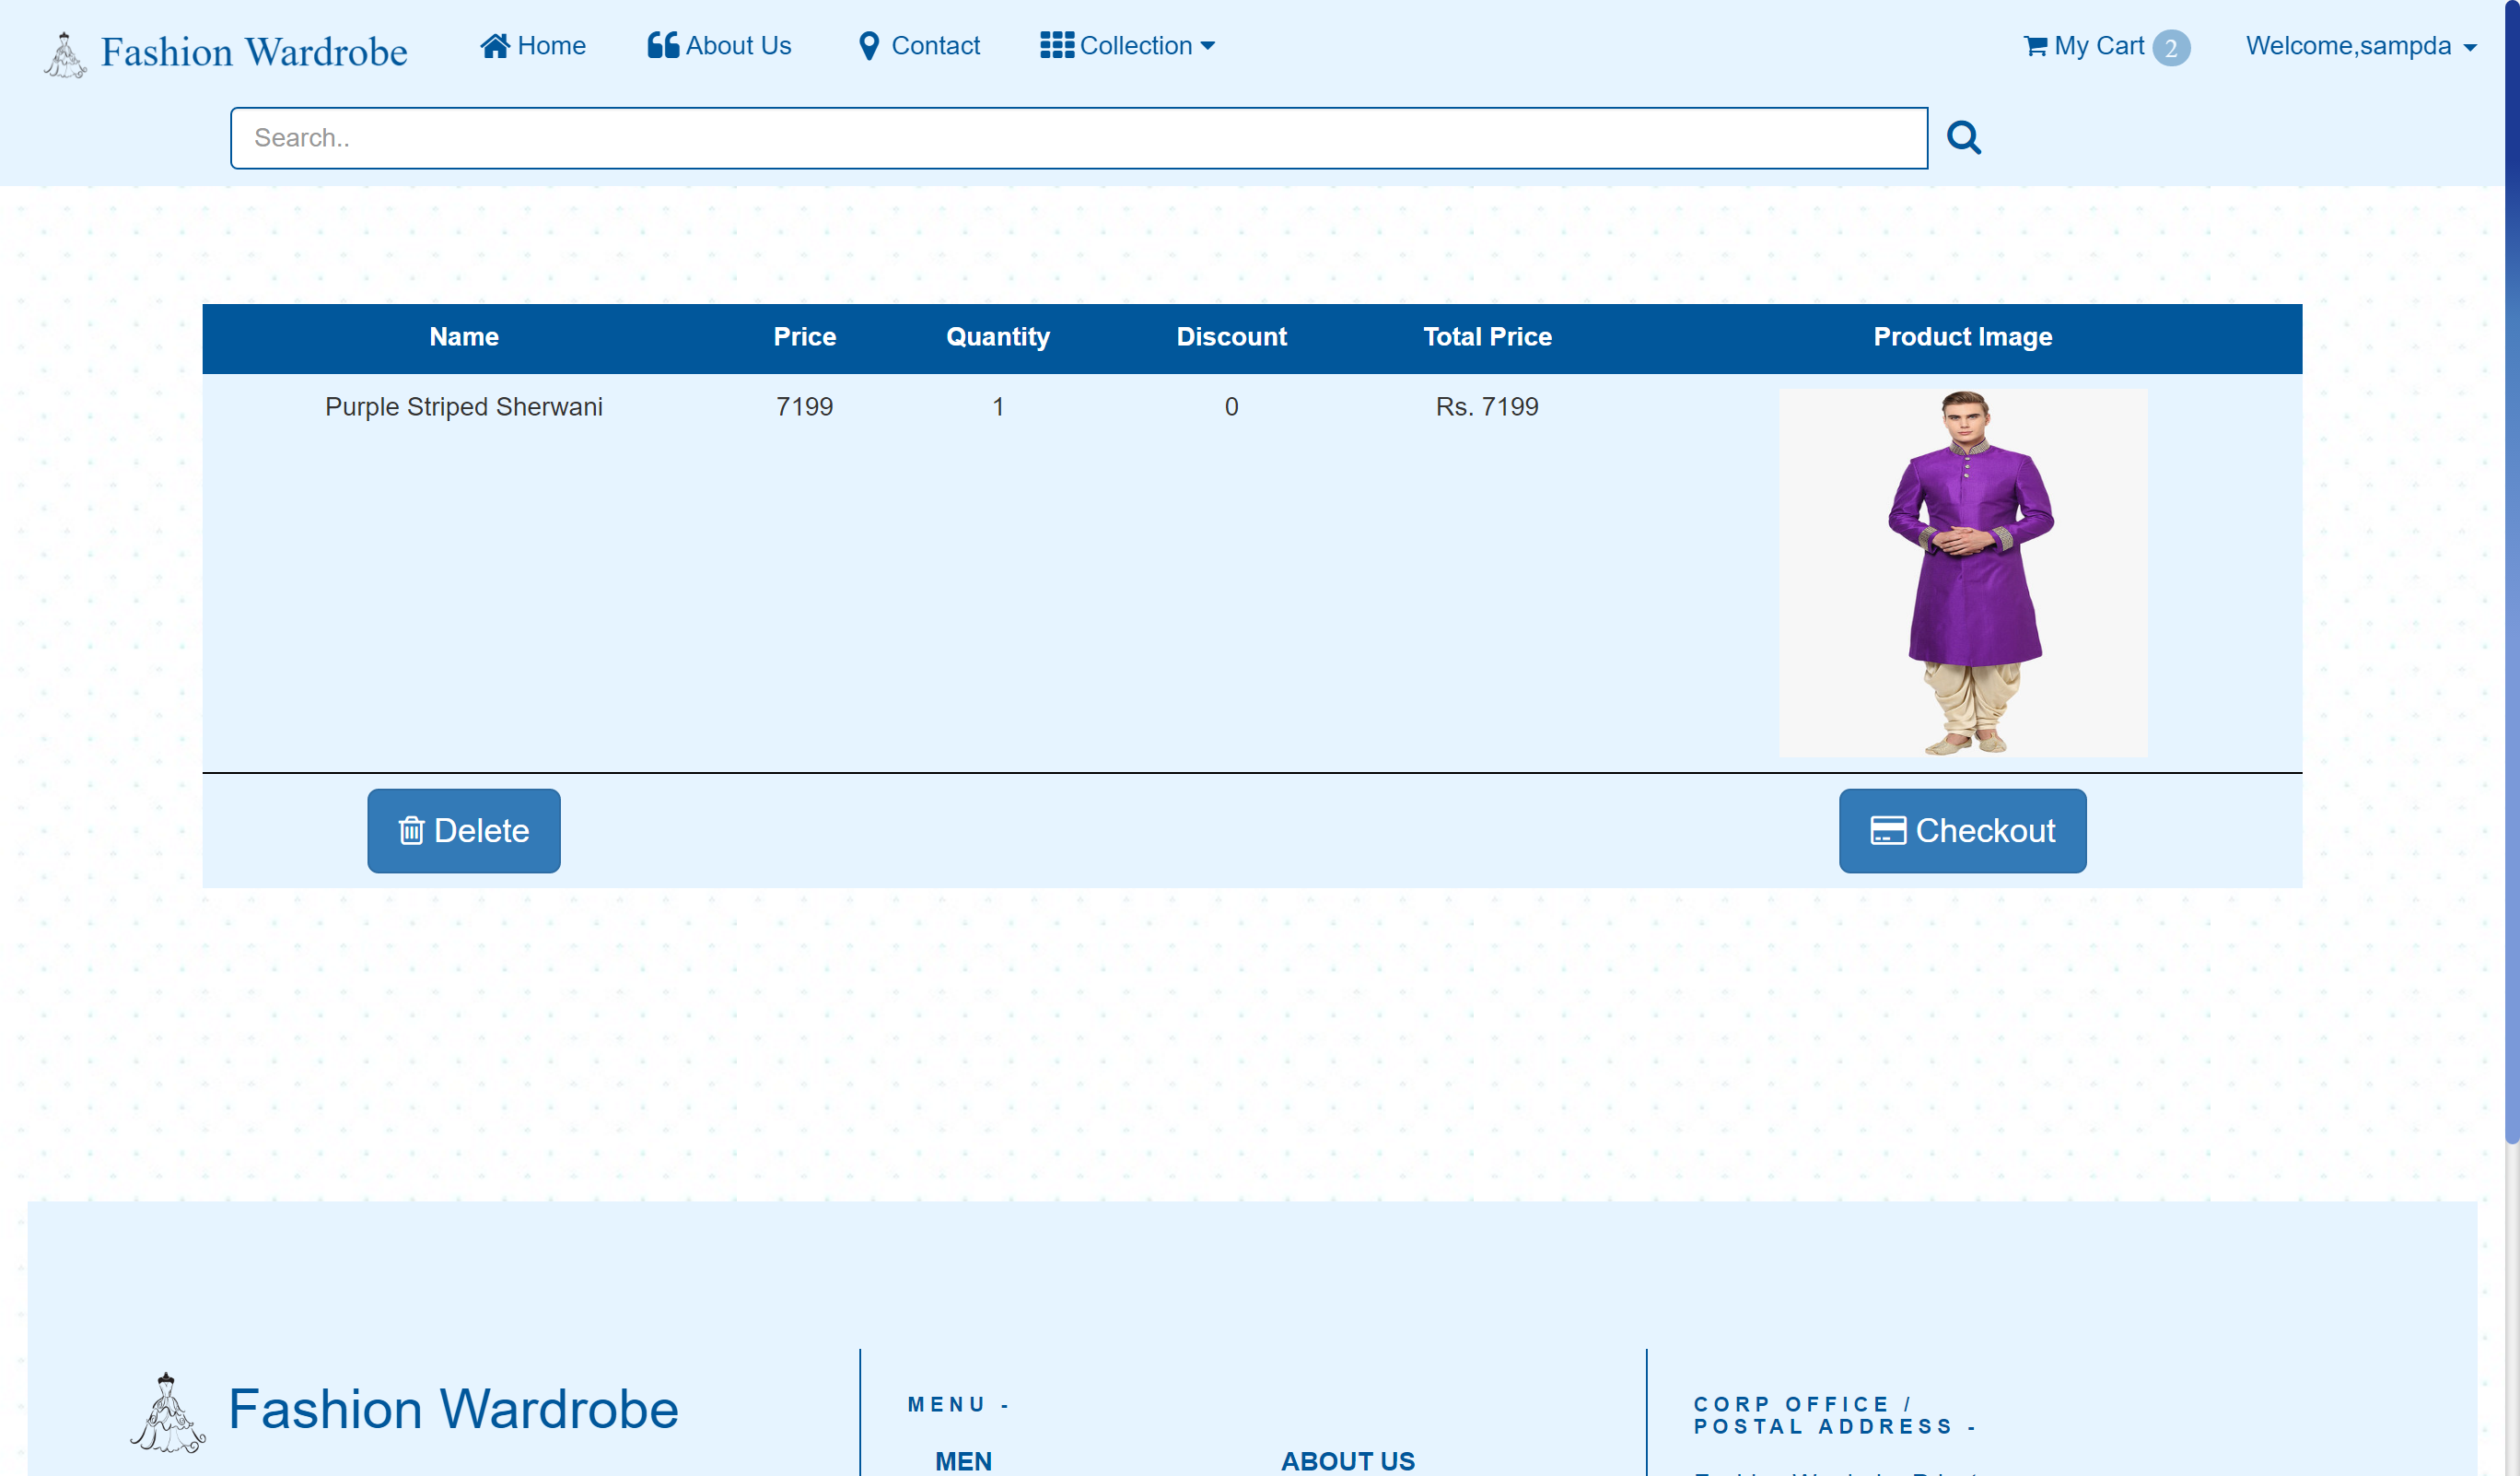 Fashion Wardrobe Home About Us Contact Collection My Cart 2 Welcome,sampda
Search..
Name Price Quantity Discount Total Price Product Image
Purple Striped Sherwani 7199 1 0 Rs. 7199
Delete Checkout
Fashion Wardrobe
MENU -
MEN ABOUT US
CORP OFFICE /
POSTAL ADDRESS -